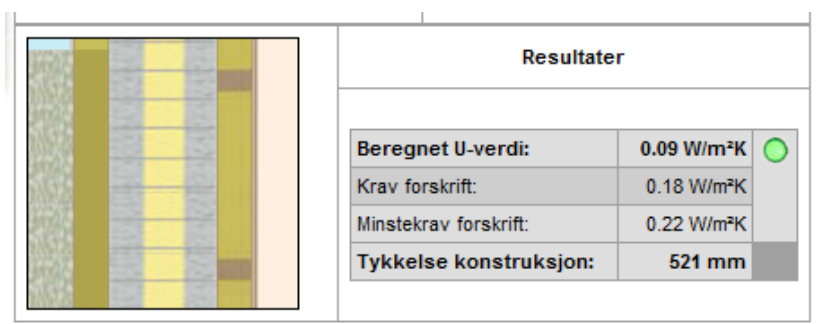 Resultater
Beregnet U-verdi: 0.09 W/m²K
Krav forskrift: 0.18 W/m²K
Minstekrav forskrift: 0.22 W/m²K
Tykkelse konstruksjon: 521 mm